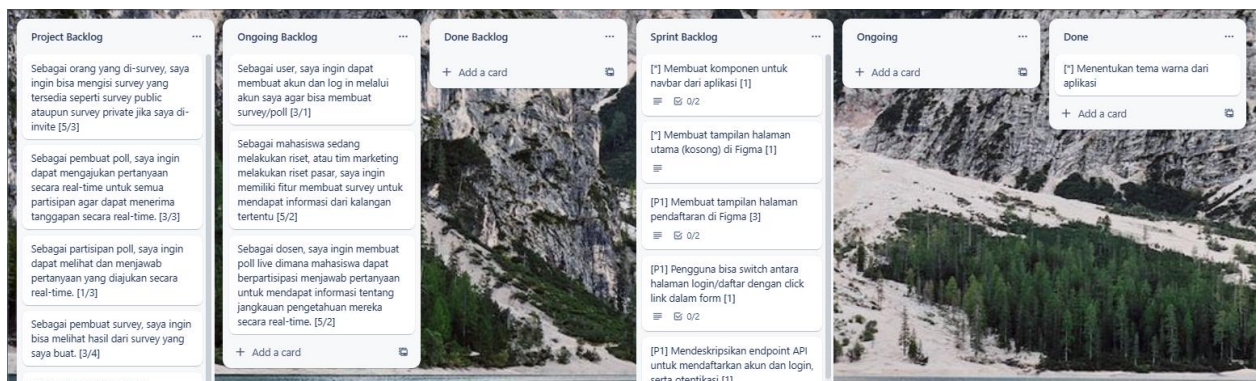 Project Backlog
Sebagai orang yang di-survey, saya
ingin bisa mengisi survey yang
tersedia seperti survey public
ataupun survey private jika saya di-
invite [5/3]
Sebagai pembuat poll, saya ingin
dapat mengajukan pertanyaan
secara real-time untuk semua
partisipan agar dapat menerima
tanggapan secara real-time. [3/3]
Sebagai partisipan poll, saya ingin
dapat melihat dan menjawab
pertanyaan yang diajukan secara
real-time. [1/3]
Sebagai pembuat survey, saya ingin
bisa melihat hasil dari survey yang
saya buat. [3/4]
Ongoing Backlog
Sebagai user, saya ingin dapat
membuat akun dan log in melalui
akun saya agar bisa membuat
survey/poll [3/1]
Sebagai mahasiswa sedang
melakukan riset, atau tim marketing
melakukan riset pasar, saya ingin
memiliki fitur membuat survey untuk
mendapat informasi dari kalangan
tertentu [5/2]
Sebagai dosen, saya ingin membuat
poll live dimana mahasiswa dapat
berpartisipasi menjawab pertanyaan
untuk mendapat informasi tentang
jangkauan pengetahuan mereka
secara real-time. [5/2]
+ Add a card
Done Backlog
+ Add a card
Sprint Backlog
[*] Membuat komponen untuk
navbar dari aplikasi [1]
0/2
[*] Membuat tampilan halaman
utama (kosong) di Figma [1]
[P1] Membuat tampilan halaman
pendaftaran di Figma [3]
0/2
[P1] Pengguna bisa switch antara
halaman login/daftar dengan click
link dalam form [1]
0/2
[P1] Mendeskripsikan endpoint API
untuk mendaftarkan akun dan login,
serta otentikasi [1]
Ongoing
+ Add a card
Done
[*] Menentukan tema warna dari
aplikasi
+ Add a card